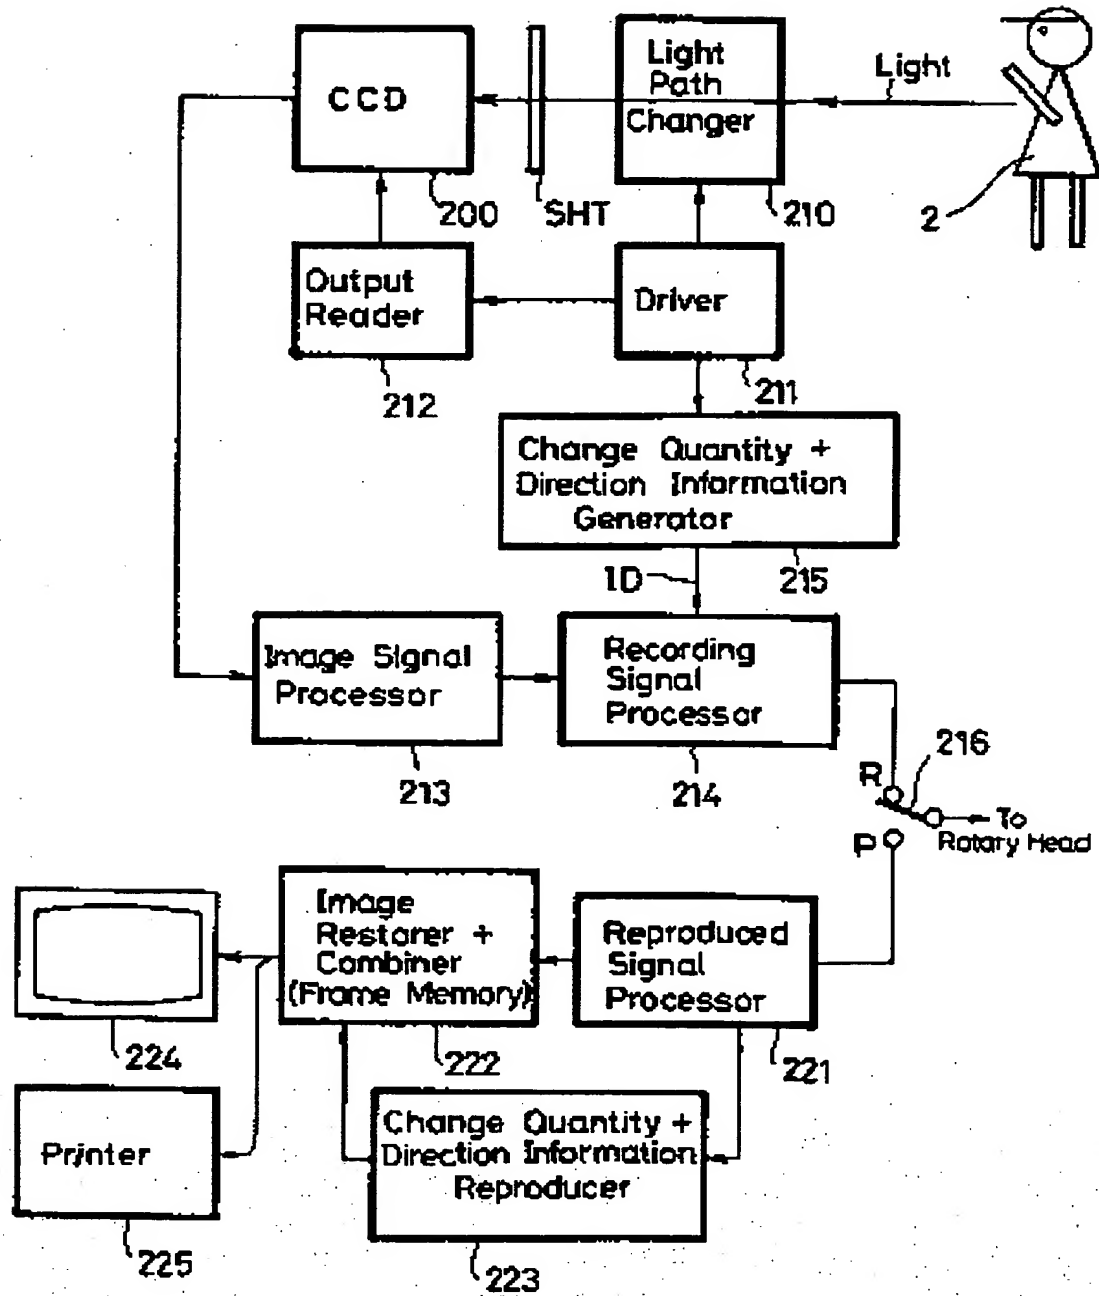 CCD
Light
Path
Changer
Light
200
SHT
210
2
Output
Reader
Driver
212
211
Change Quantity +
Direction Information
Generator
ID
215
Image Signal
Processor
Recording
Signal
Processor
213
214
216
R
P
To
Rotary Head
Image
Restorer +
Combiner
(Frame Memory)
Reproduced
Signal
Processor
224
222
221
Printer
Change Quantity +
Direction Information
Reproducer
225
223